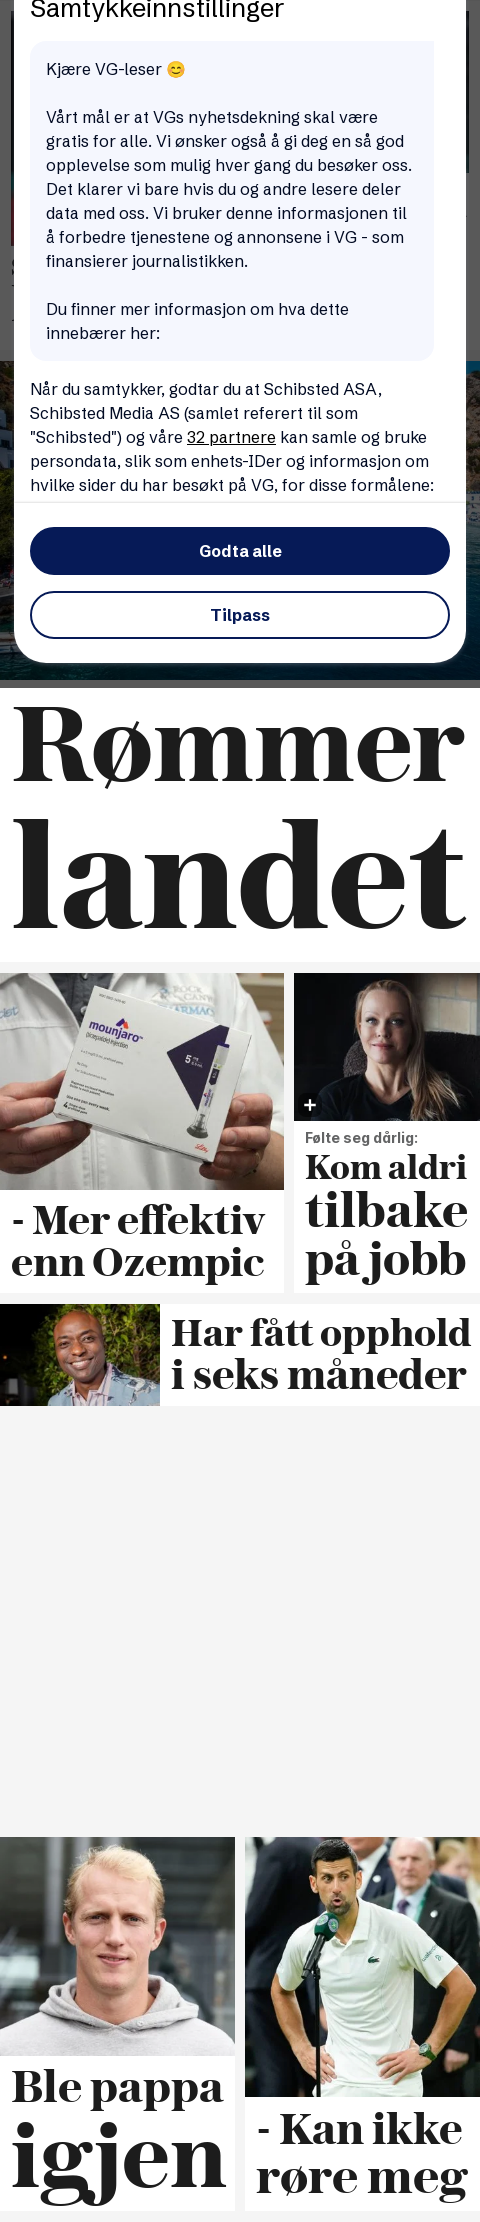 Samtykkeinnstillinger
Kjære VG-leser 😊
Vårt mål er at VGs nyhetsdekning skal være
gratis for alle. Vi ønsker også å gi deg en så god
opplevelse som mulig hver gang du besøker oss.
Det klarer vi bare hvis du og andre lesere deler
data med oss. Vi bruker denne informasjonen til
å forbedre tjenestene og annonsene i VG - som
finansierer journalistikken.
Du finner mer informasjon om hva dette
innebærer her:
Når du samtykker, godtar du at Schibsted ASA,
Schibsted Media AS (samlet referert til som
"Schibsted") og våre 32 partnere kan samle og bruke
persondata, slik som enhets-IDer og informasjon om
hvilke sider du har besøkt på VG, for disse formålene:
Godta alle
Tilpass
Rømmer
landet
mounjaro
5 mg
Lilly
- Mer effektiv
enn Ozempic
Følte seg dårlig:
Kom aldri
tilbake
på jobb
Har fått opphold
i seks måneder
Ble pappa
igjen
- Kan ikke
røre meg